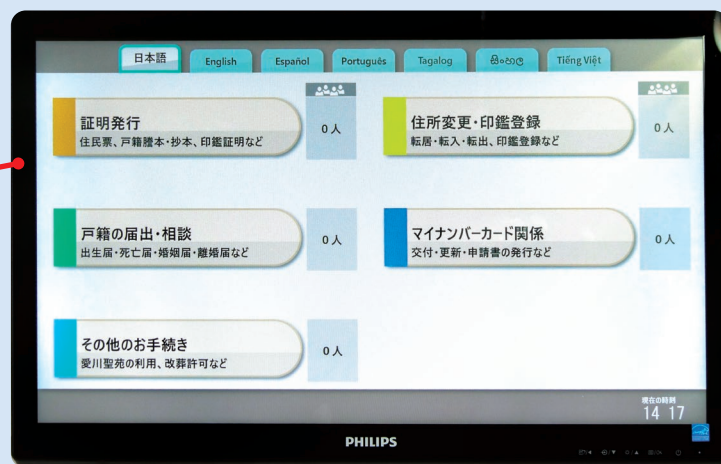 日本語 English Español Português Tagalog සිංහල Tiếng Việt
証明発行
住民票、戸籍謄本・抄本、印鑑証明など
0人
住所変更・印鑑登録
転居・転入・転出、印鑑登録など
0人
戸籍の届出・相談
出生届・死亡届・婚姻届・離婚届など
0人
マイナンバーカード関係
交付・更新・申請書の発行など
0人
その他のお手続き
愛川聖苑の利用、改葬許可など
0人
現在の時刻
14 17
PHILIPS